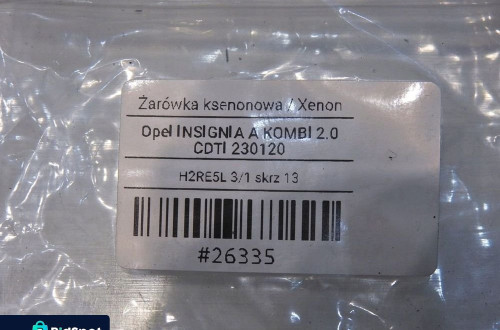 Żarówka ksenonowa / Xenon
Opel INSIGNIA A KOMBI 2.0
CDTI 230120
H2RE5L 3/1 skrz 13
#26335